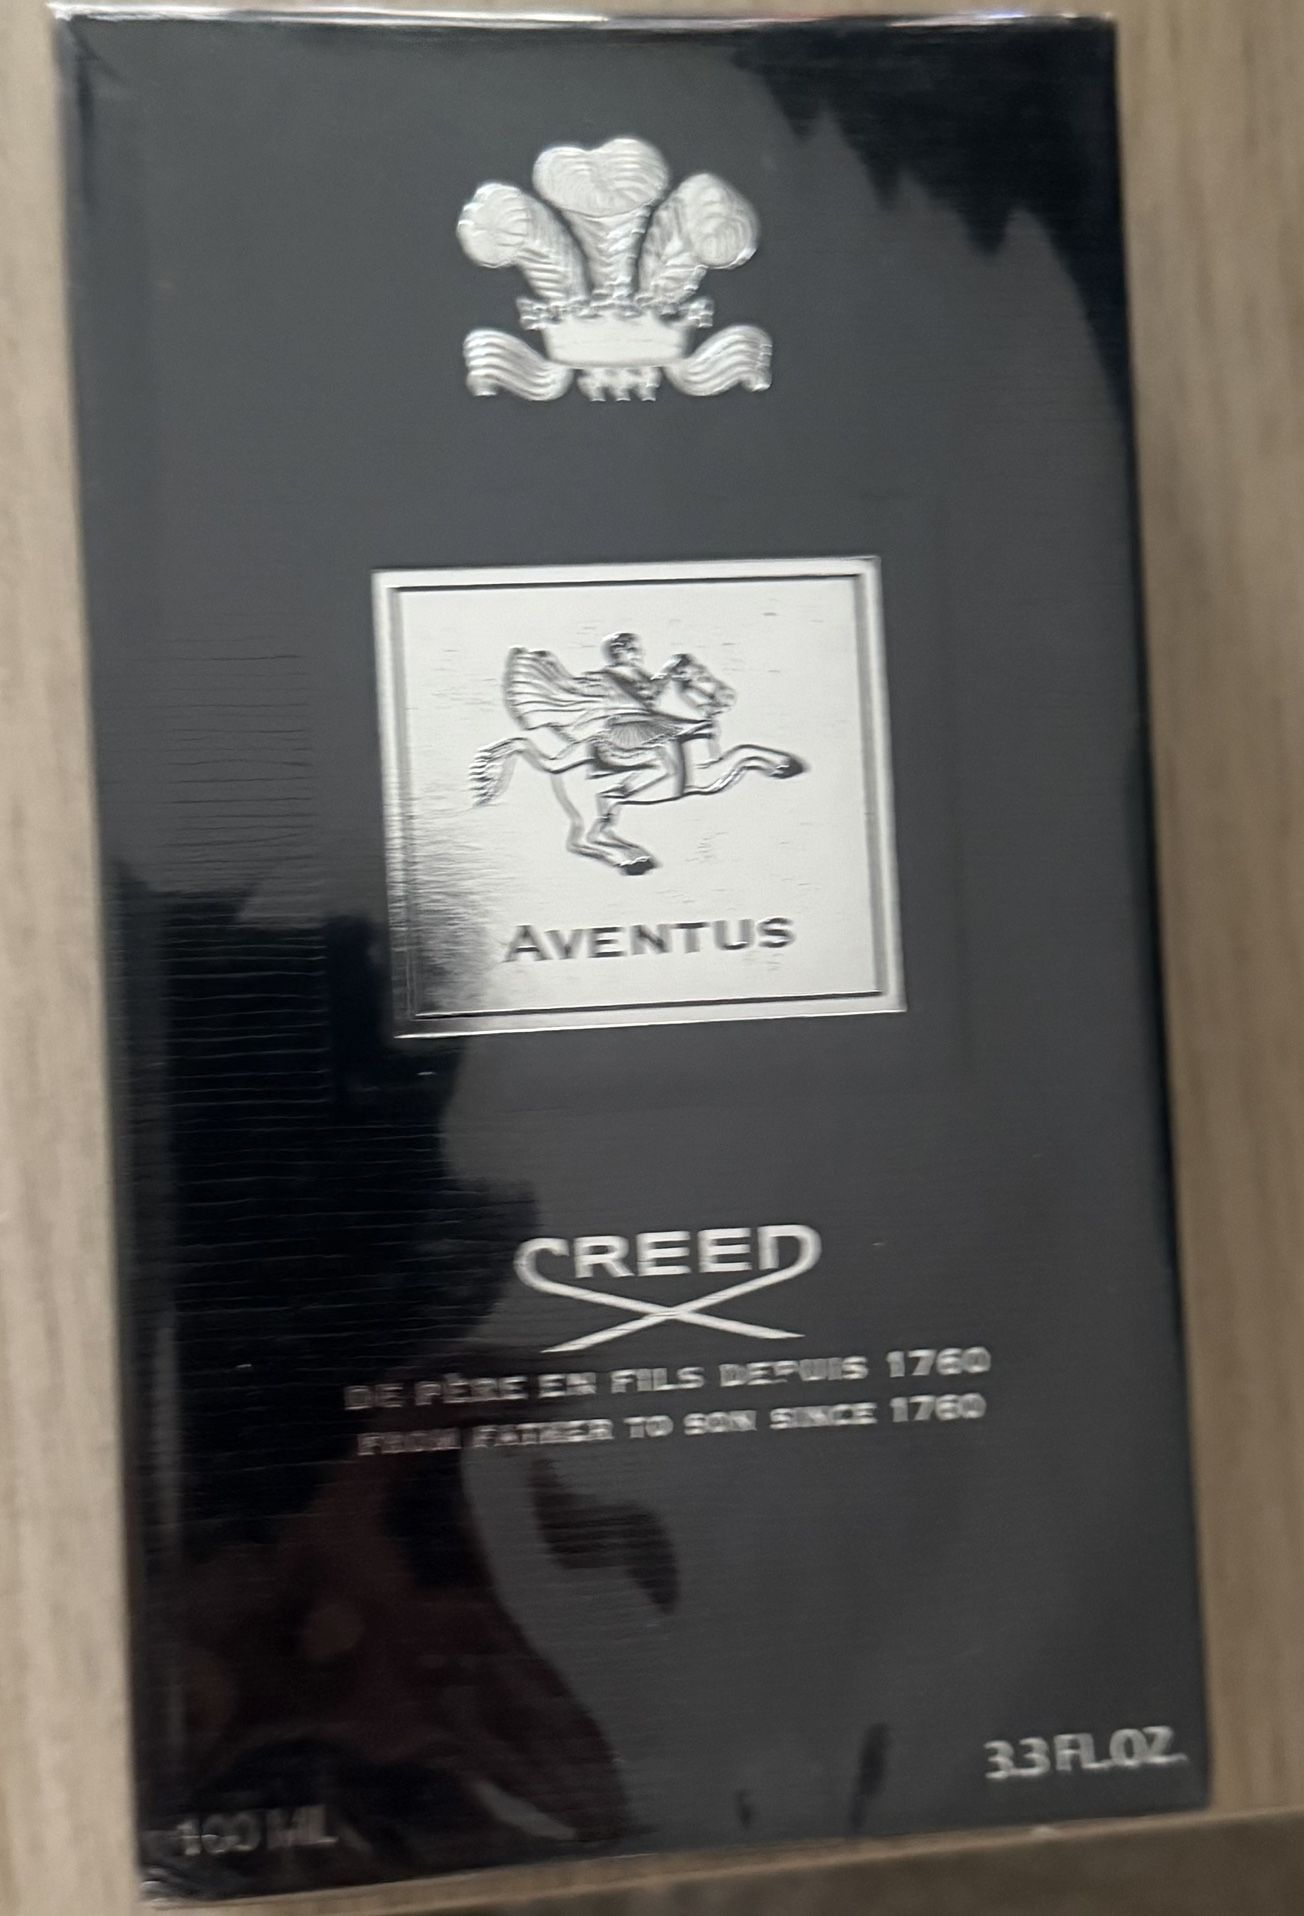 AVENTUS
CREED
DE PÈRE EN FILS DEPUIS 1760
FROM FATHER TO SON SINCE 1760
3.3 FL.OZ.
100 ML